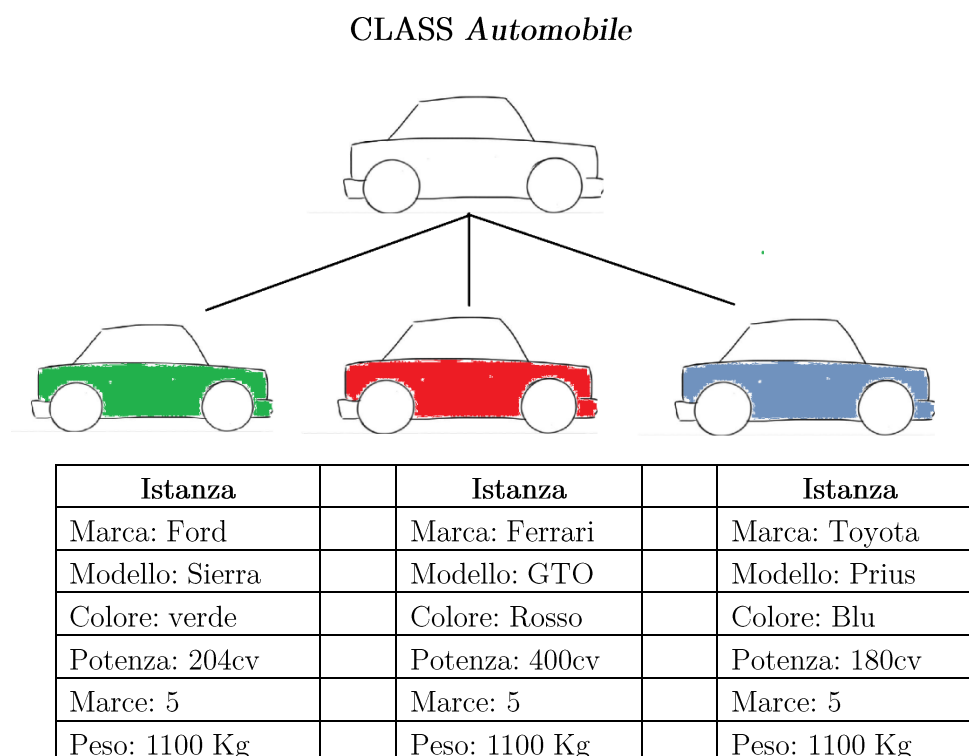 CLASS Automobile
Istanza Istanza Istanza
Marca: Ford Marca: Ferrari Marca: Toyota
Modello: Sierra Modello: GTO Modello: Prius
Colore: verde Colore: Rosso Colore: Blu
Potenza: 204cv Potenza: 400cv Potenza: 180cv
Marce: 5 Marce: 5 Marce: 5
Peso: 1100 Kg Peso: 1100 Kg Peso: 1100 Kg